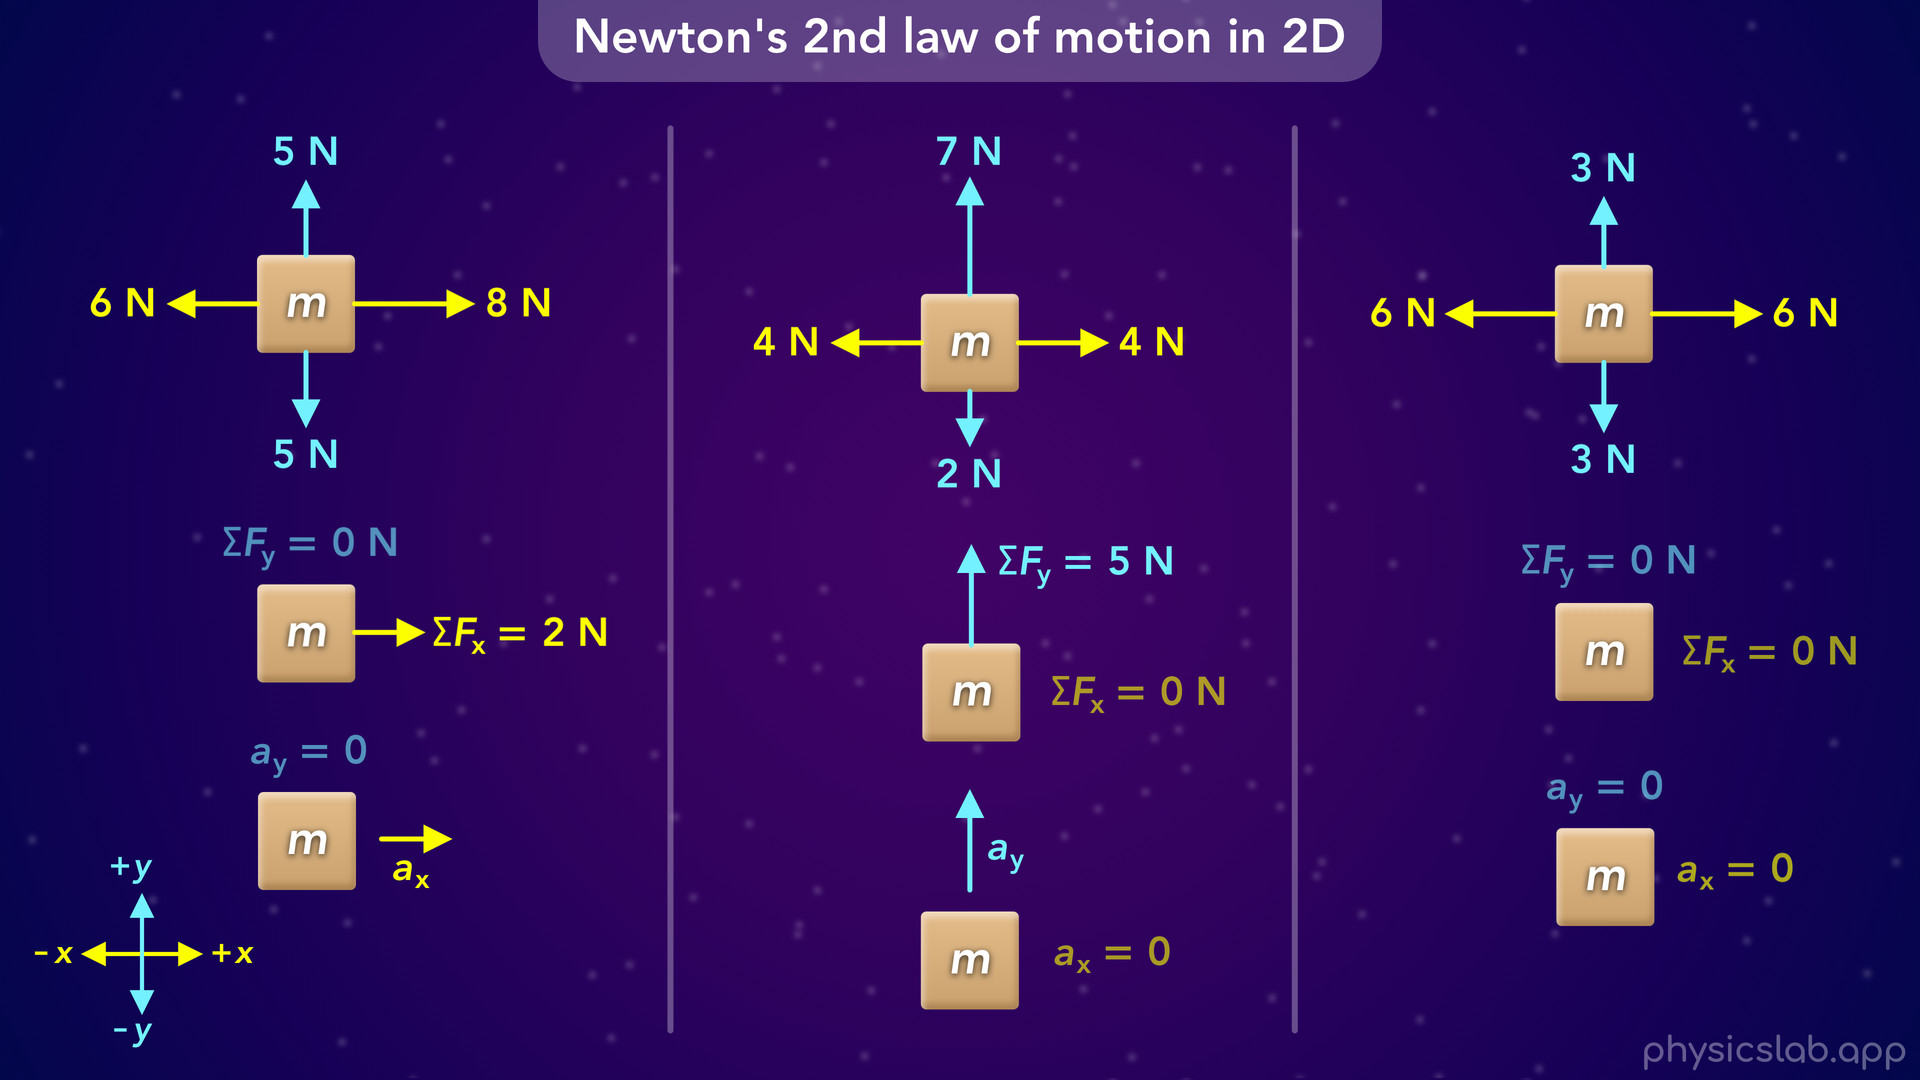 Newton's 2nd law of motion in 2D
5 N
6 N
m
8 N
5 N
ΣFy = 0 N
m
ΣFx = 2 N
ay = 0
m
ax
+y
-x
+x
-y
7 N
4 N
m
4 N
2 N
ΣFy = 5 N
m
ΣFx = 0 N
ay
m
ax = 0
3 N
6 N
m
6 N
3 N
ΣFy = 0 N
m
ΣFx = 0 N
ay = 0
m
ax = 0
physicslab.app